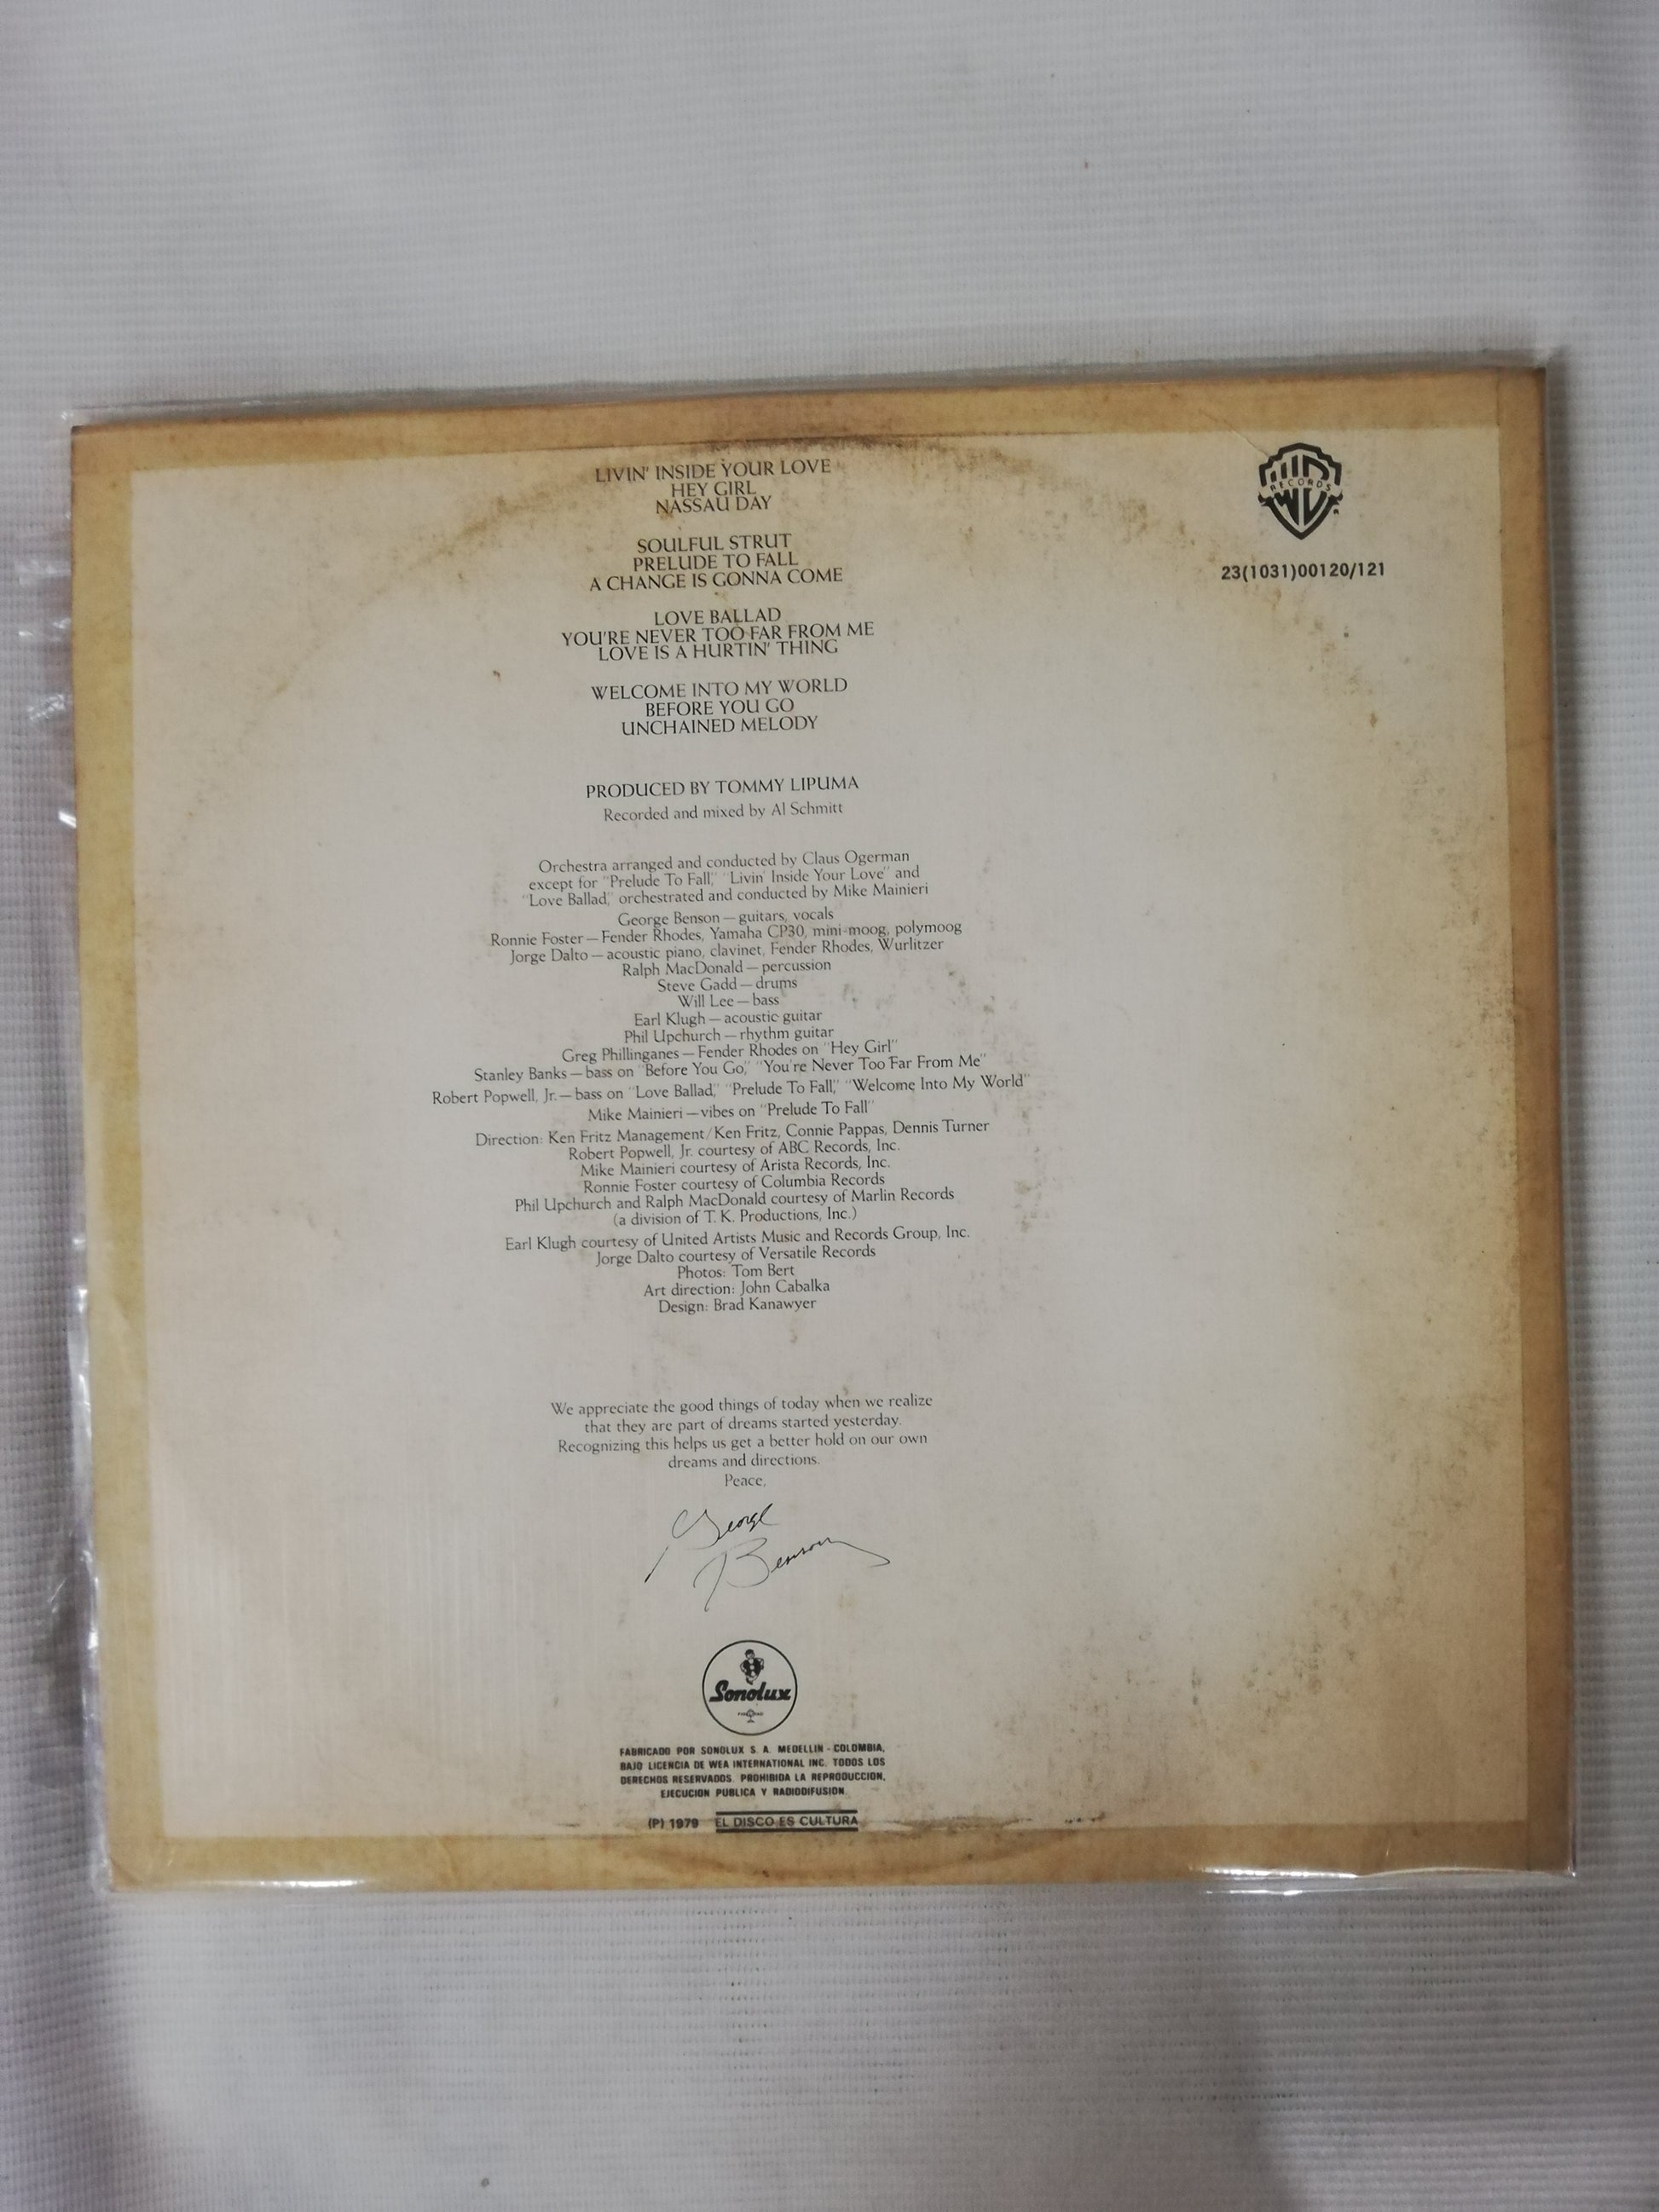 LIVIN' INSIDE YOUR LOVE
HEY GIRL
NASSAU DAY
SOULFUL STRUT
PRELUDE TO FALL
A CHANGE IS GONNA COME
LOVE BALLAD
YOU'RE NEVER TOO FAR FROM ME
LOVE IS A HURTIN' THING
WELCOME INTO MY WORLD
BEFORE YOU GO
UNCHAINED MELODY
RECORDS
23(1031)00120/121
PRODUCED BY TOMMY LIPUMA
Recorded and mixed by Al Schmitt
Orchestra arranged and conducted by Claus Ogerman
except for "Prelude To Fall," "Livin' Inside Your Love" and
"Love Ballad," orchestrated and conducted by Mike Mainieri
George Benson — guitars, vocals
Ronnie Foster — Fender Rhodes, Yamaha CP30, mini-moog, polymoog
Jorge Dalto — acoustic piano, clavinet, Fender Rhodes, Wurlitzer
Ralph MacDonald — percussion
Steve Gadd — drums
Will Lee — bass
Earl Klugh — acoustic guitar
Phil Upchurch — rhythm guitar
Greg Phillinganes — Fender Rhodes on "Hey Girl"
Stanley Banks — bass on "Before You Go," "You're Never Too Far From Me"
Robert Popwell, Jr. — bass on "Love Ballad," "Prelude To Fall," "Welcome Into My World"
Mike Mainieri — vibes on "Prelude To Fall"
Direction: Ken Fritz Management/Ken Fritz, Connie Pappas, Dennis Turner
Robert Popwell, Jr. courtesy of ABC Records, Inc.
Mike Mainieri courtesy of Arista Records, Inc.
Ronnie Foster courtesy of Columbia Records
Phil Upchurch and Ralph MacDonald courtesy of Marlin Records
(a division of T. K. Productions, Inc.)
Earl Klugh courtesy of United Artists Music and Records Group, Inc.
Jorge Dalto courtesy of Versatile Records
Photos: Tom Bert
Art direction: John Cabalka
Design: Brad Kanawyer
We appreciate the good things of today when we realize
that they are part of dreams started yesterday.
Recognizing this helps us get a better hold on our own
dreams and directions.
Peace,
George
Benson
Sonolux
FABRICADO POR SONOLUX S. A. MEDELLIN - COLOMBIA,
BAJO LICENCIA DE WEA INTERNATIONAL INC. TODOS LOS
DERECHOS RESERVADOS. PROHIBIDA LA REPRODUCCION,
EJECUCION PUBLICA Y RADIODIFUSION
(P) 1979 EL DISCO ES CULTURA